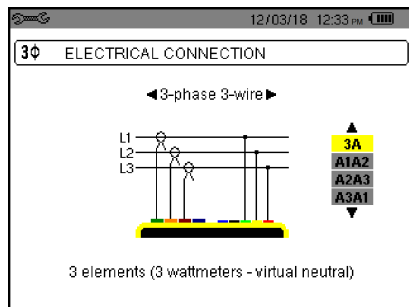 12/03/18 12:33 PM
3Φ ELECTRICAL CONNECTION
◄3-phase 3-wire►
L1
L2
L3
3A
A1A2
A2A3
A3A1
3 elements (3 wattmeters - virtual neutral)